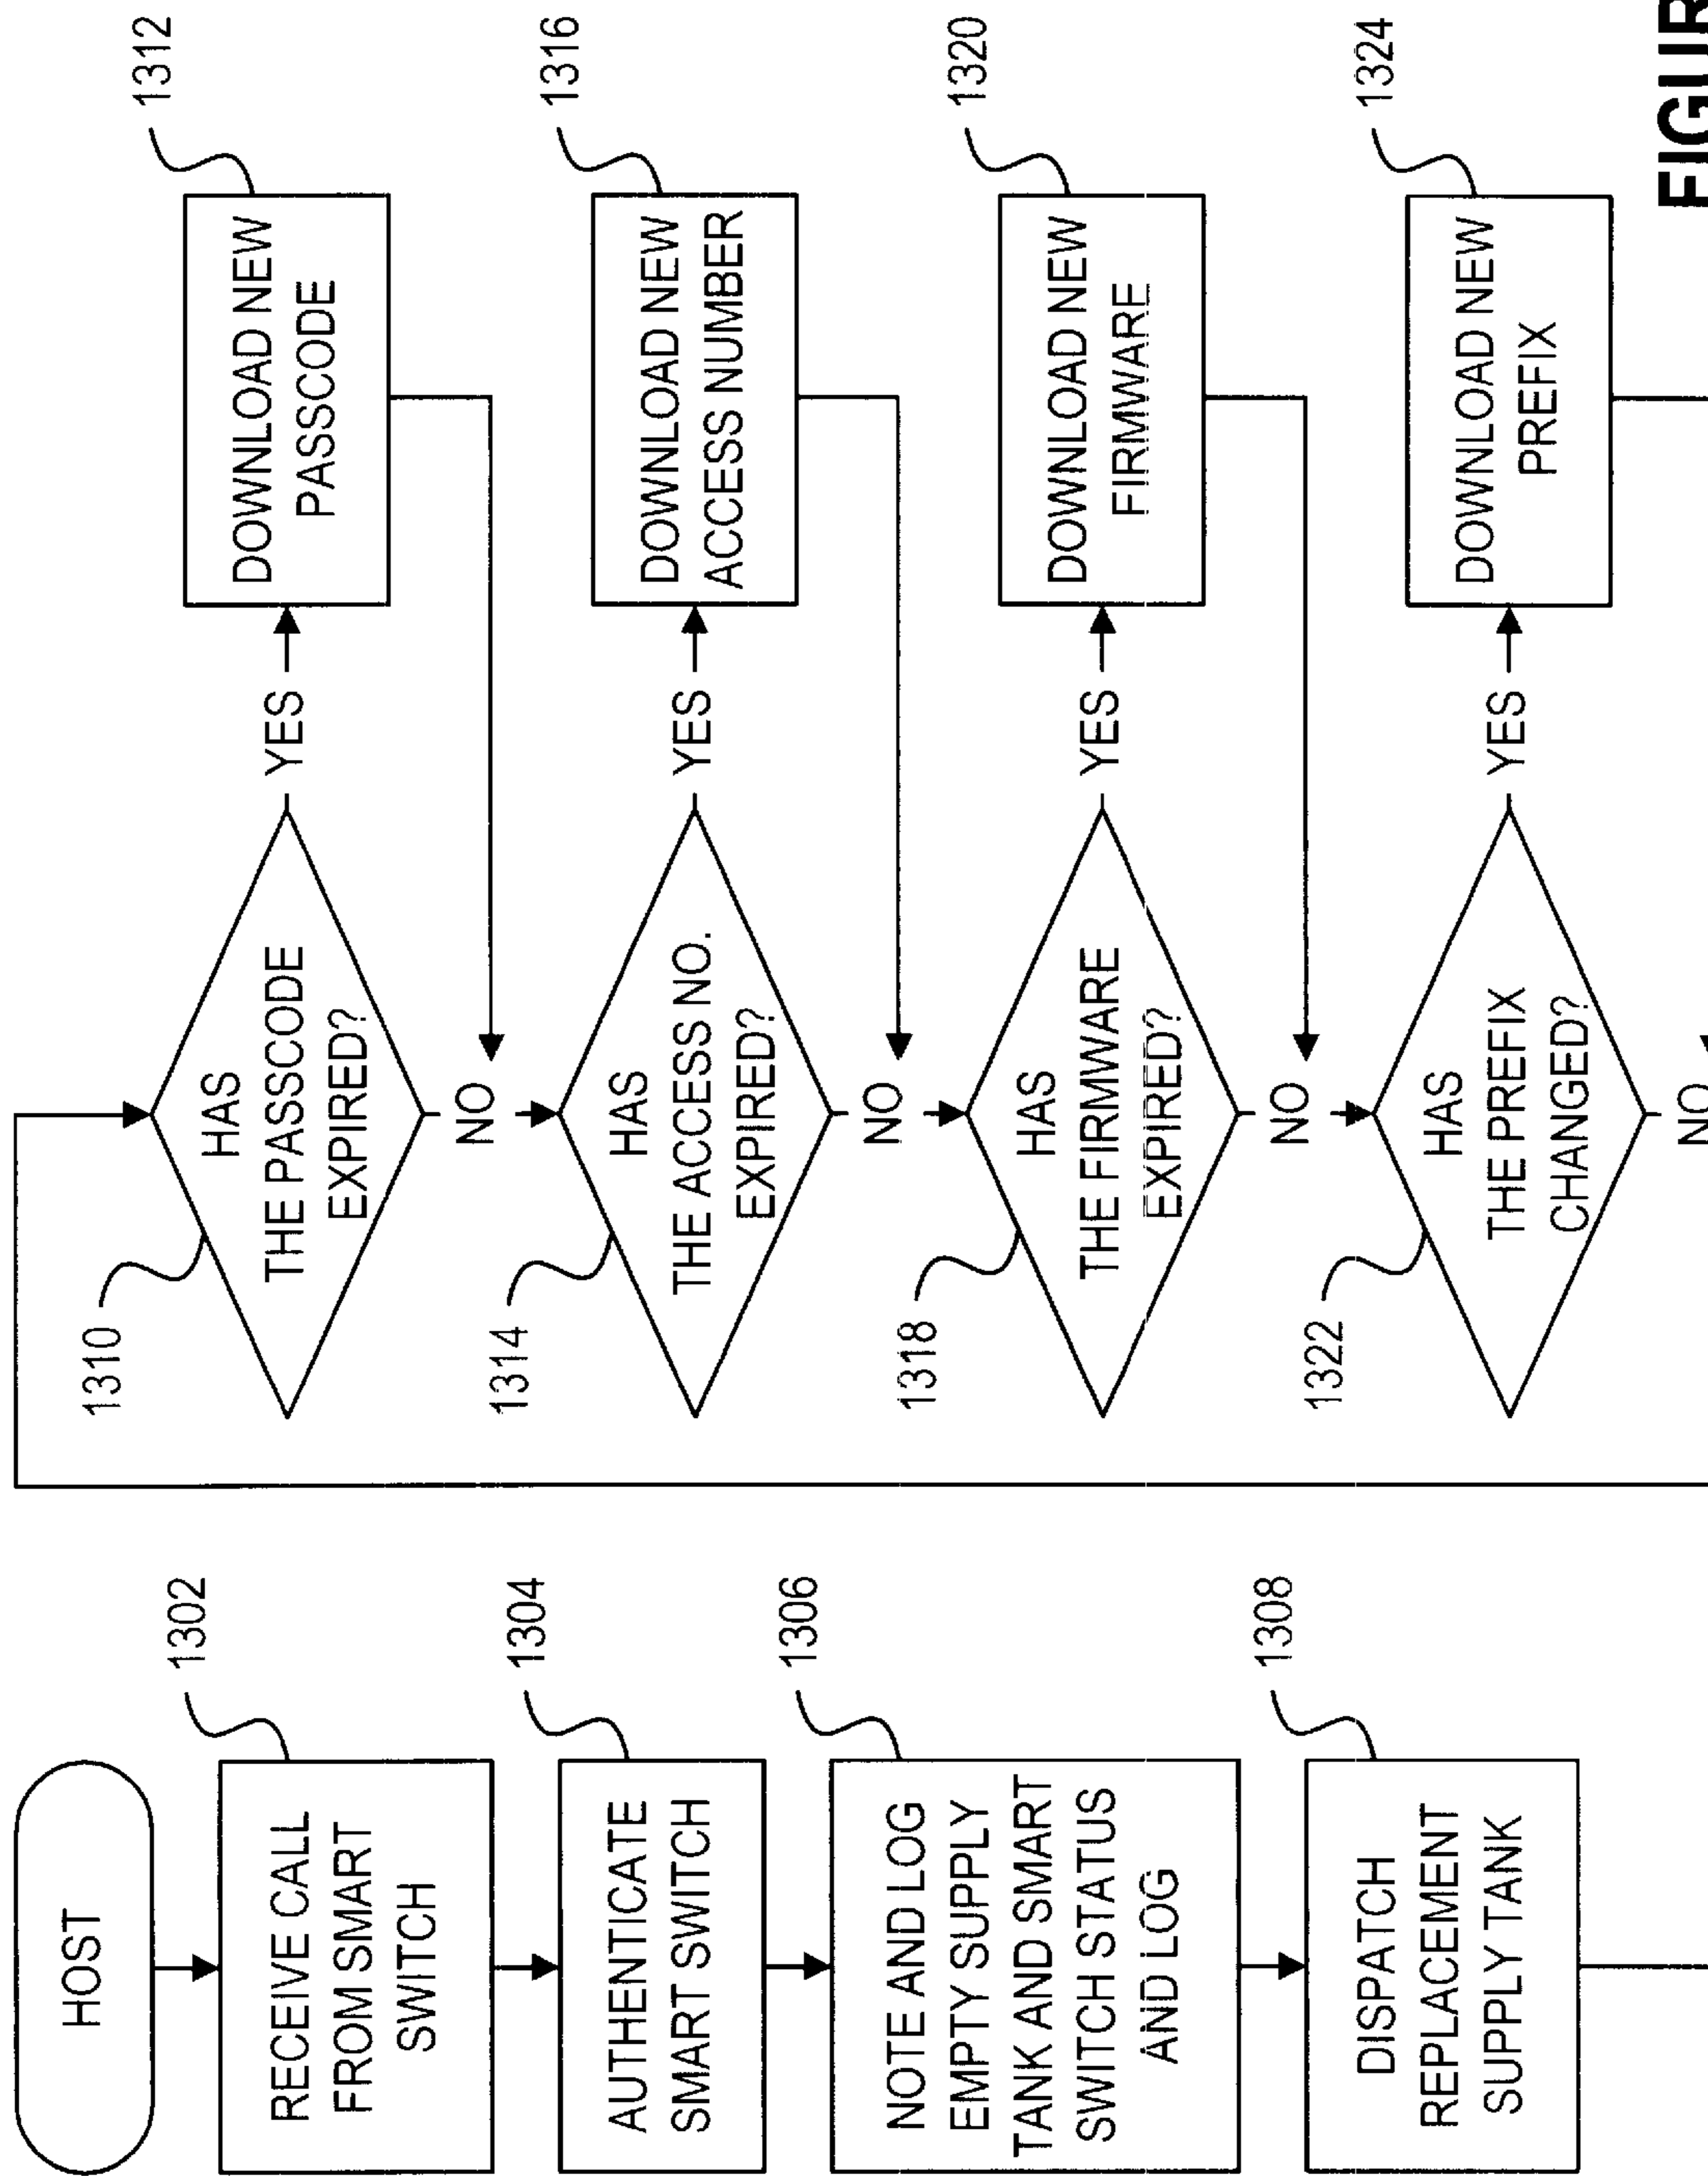 HOST
1302
RECEIVE CALL
FROM SMART
SWITCH
1304
AUTHENTICATE
SMART SWITCH
1306
NOTE AND LOG
EMPTY SUPPLY
TANK AND SMART
SWITCH STATUS
AND LOG
1308
DISPATCH
REPLACEMENT
SUPPLY TANK
1310
HAS
THE PASSCODE
EXPIRED?
YES
1312
DOWNLOAD NEW
PASSCODE
NO
1314
HAS
THE ACCESS NO.
EXPIRED?
YES
1316
DOWNLOAD NEW
ACCESS NUMBER
NO
1318
HAS
THE FIRMWARE
EXPIRED?
YES
1320
DOWNLOAD NEW
FIRMWARE
NO
1322
HAS
THE PREFIX
CHANGED?
YES
1324
DOWNLOAD NEW
PREFIX
NO